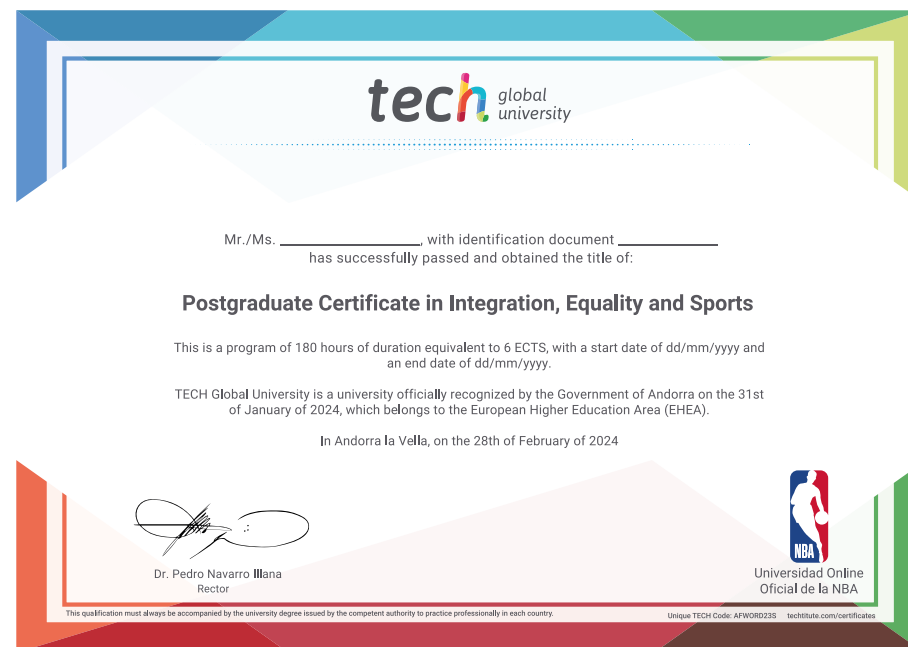 tech global university
Mr./Ms. ____________, with identification document ____________
has successfully passed and obtained the title of:
Postgraduate Certificate in Integration, Equality and Sports
This is a program of 180 hours of duration equivalent to 6 ECTS, with a start date of dd/mm/yyyy and
an end date of dd/mm/yyyy.
TECH Global University is a university officially recognized by the Government of Andorra on the 31st
of January of 2024, which belongs to the European Higher Education Area (EHEA).
In Andorra la Vella, on the 28th of February of 2024
Dr. Pedro Navarro Illana
Rector
NBA
Universidad Online
Oficial de la NBA
This qualification must always be accompanied by the university degree issued by the competent authority to practice professionally in each country.
Unique TECH Code: AFWORD23S techtitute.com/certificates